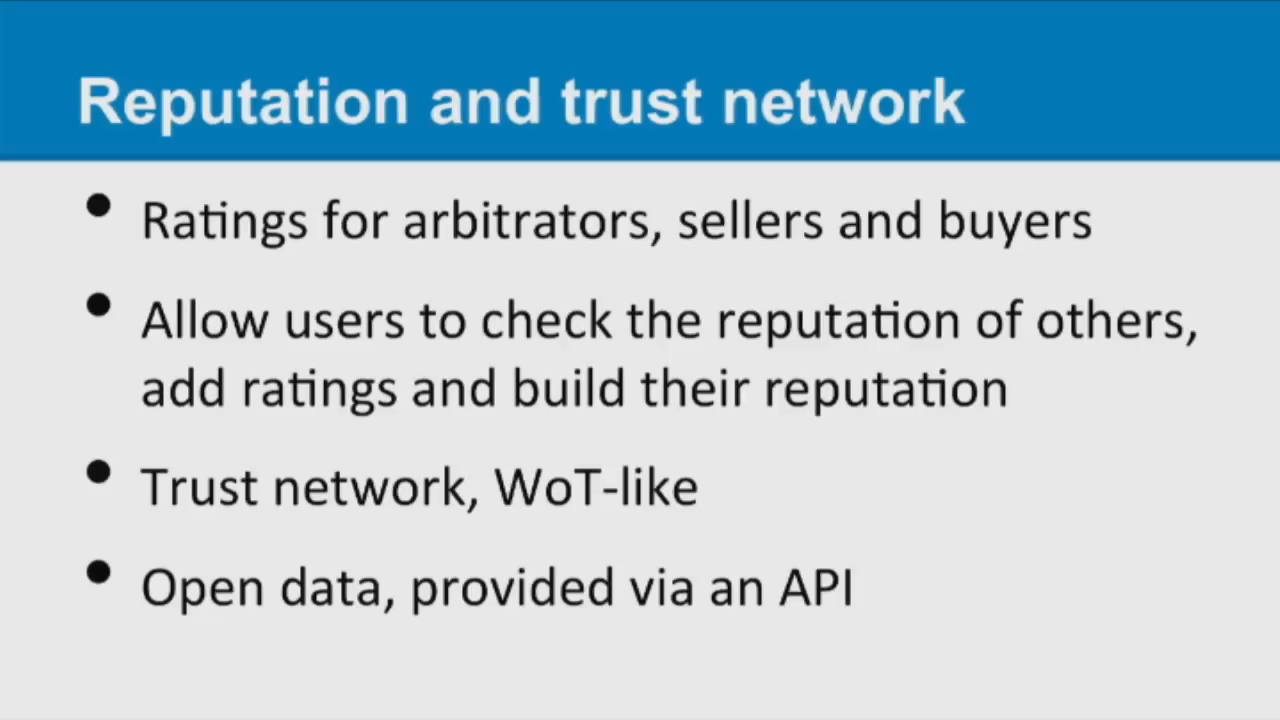 Reputation and trust network
• Ratings for arbitrators, sellers and buyers
• Allow users to check the reputation of others,
add ratings and build their reputation
• Trust network, WoT-like
• Open data, provided via an API